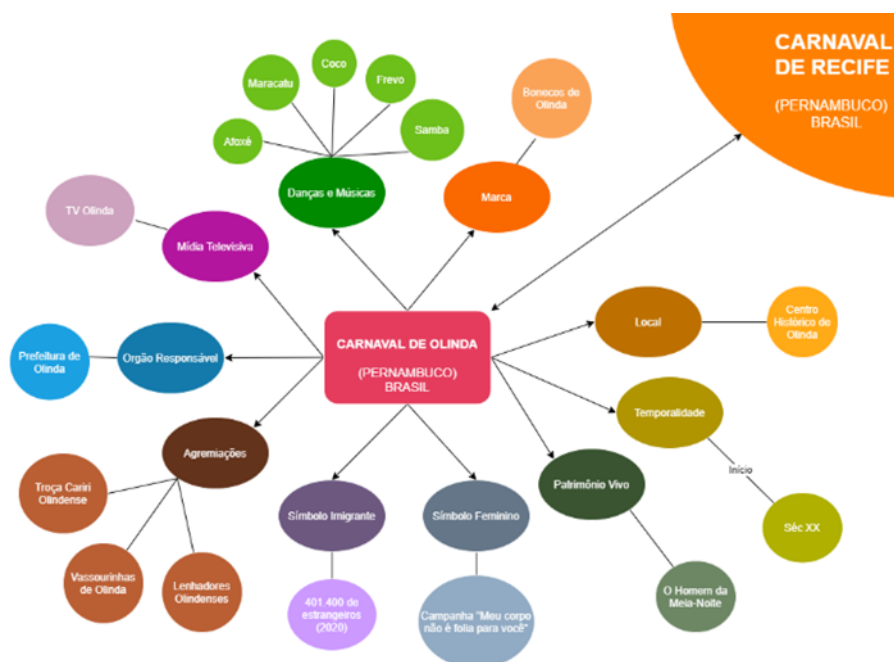 CARNAVAL
DE RECIFE
(PERNAMBUCO)
BRASIL
Coco
Maracatu
Frevo
Afoxé
Samba
Bonecos de
Olinda
Danças e Músicas
Marca
TV Olinda
Mídia Televisiva
Local
Centro
Histórico de
Olinda
CARNAVAL DE OLINDA
(PERNAMBUCO)
BRASIL
Prefeitura de
Olinda
Orgão Responsável
Temporalidade
Início
Séc XX
Agremiações
Troça Cariri
Olindense
Vassourinhas
de Olinda
Lenhadores
Olindenses
Símbolo Imigrante
401.400 de
estrangeiros
(2020)
Símbolo Feminino
Campanha "Meu corpo
não é folia para você"
Patrimônio Vivo
O Homem da
Meia-Noite